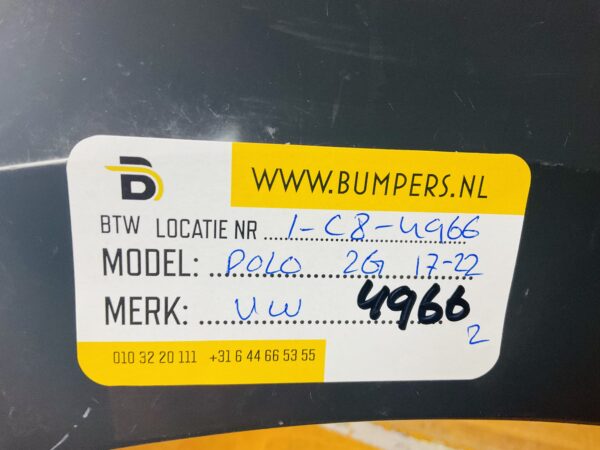 WWW.BUMPERS.NL
BTW LOCATIE NR 1-C8-4966
MODEL: POLO 2G 17-22
MERK: VW 4966
2
010 32 20 111 +31 6 44 66 53 55